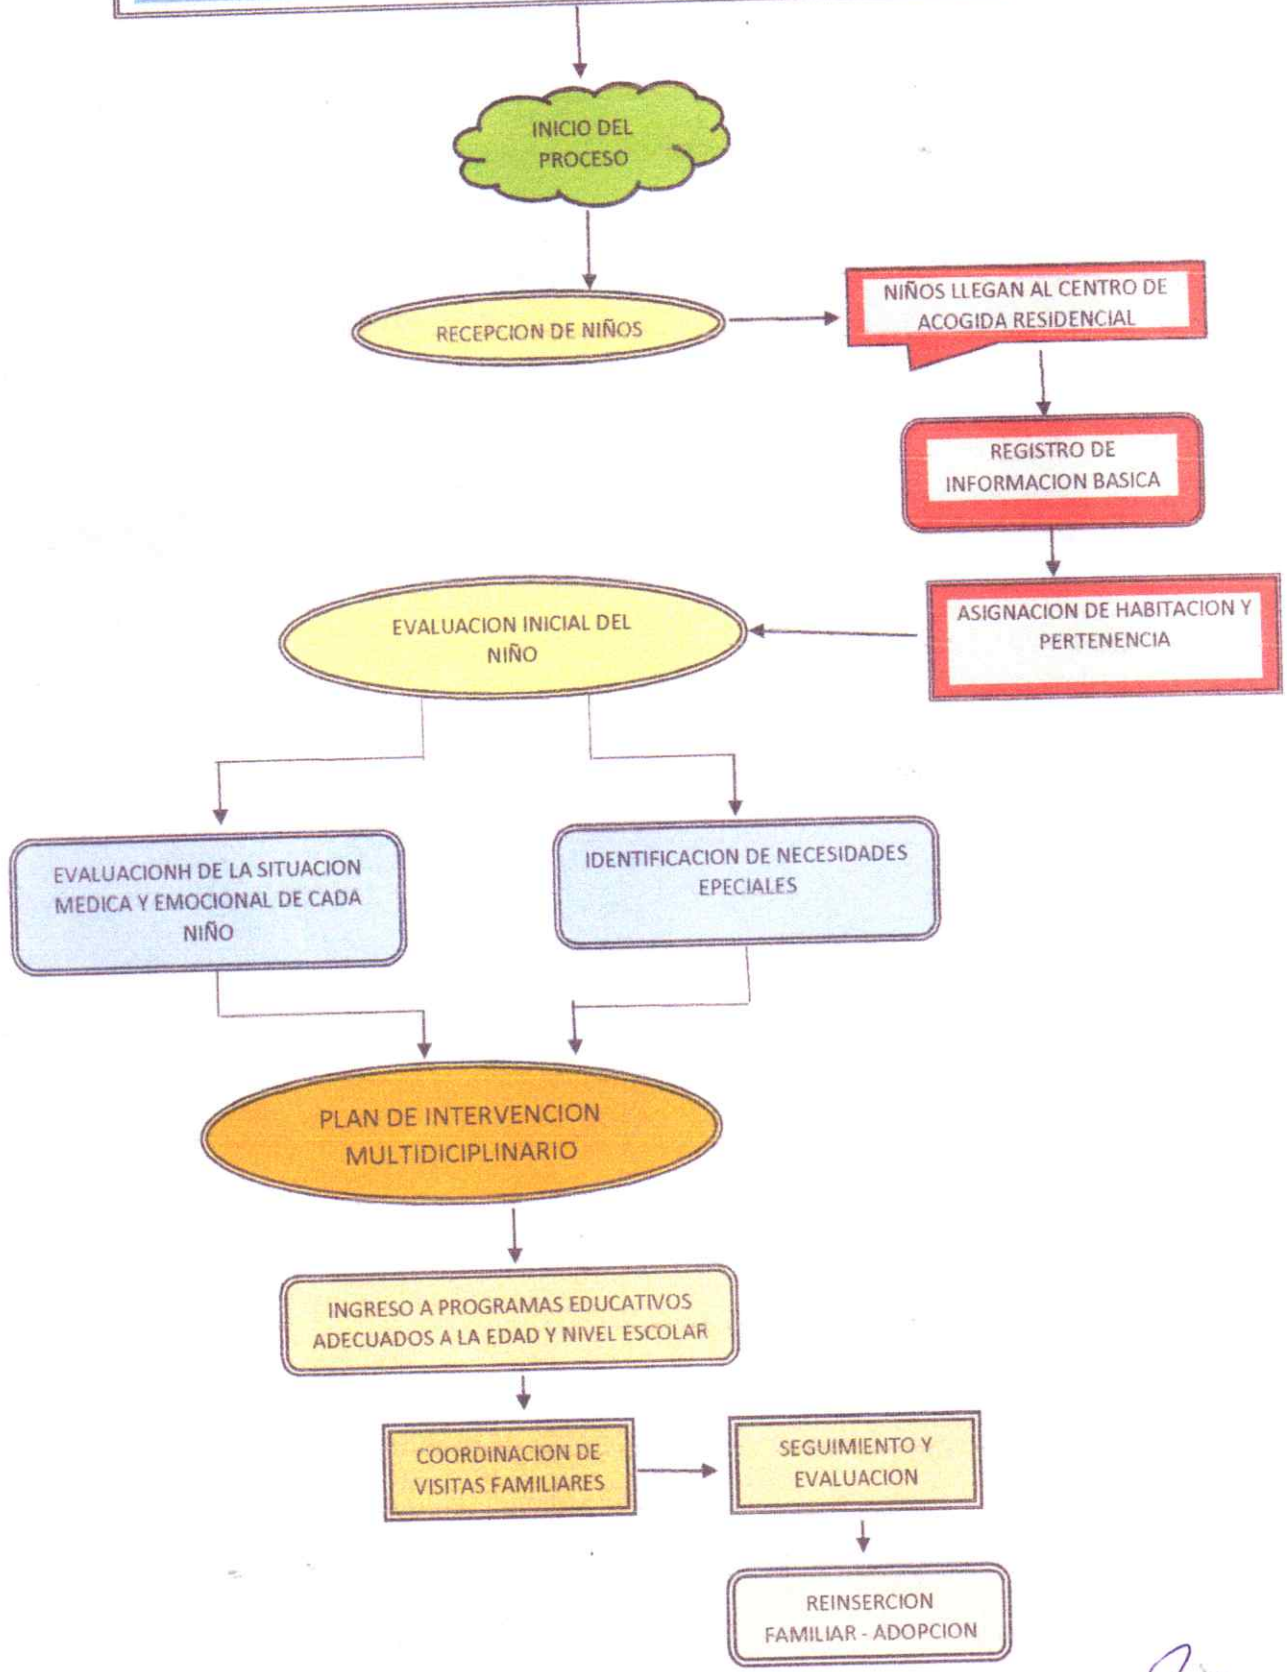 INICIO DEL
PROCESO
RECEPCION DE NIÑOS
NIÑOS LLEGAN AL CENTRO DE
ACOGIDA RESIDENCIAL
REGISTRO DE
INFORMACION BASICA
ASIGNACION DE HABITACION Y
PERTENENCIA
EVALUACION INICIAL DEL
NIÑO
EVALUACIONH DE LA SITUACION
MEDICA Y EMOCIONAL DE CADA
NIÑO
IDENTIFICACION DE NECESIDADES
EPECIALES
PLAN DE INTERVENCION
MULTIDICIPLINARIO
INGRESO A PROGRAMAS EDUCATIVOS
ADECUADOS A LA EDAD Y NIVEL ESCOLAR
COORDINACION DE
VISITAS FAMILIARES
SEGUIMIENTO Y
EVALUACION
REINSERCION
FAMILIAR - ADOPCION